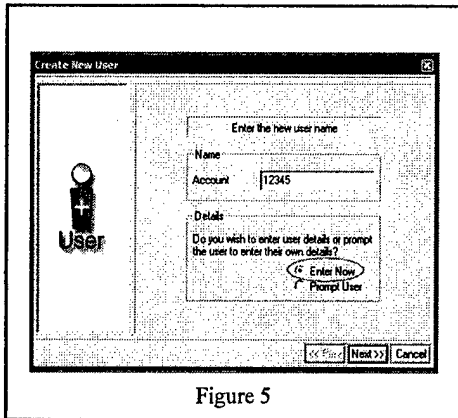 Create New User
Enter the new user name
Name
Account 12345
Details
Do you wish to enter user details or prompt
the user to enter their own details?
Enter Now
Prompt User
User
Next >> Cancel
Figure 5